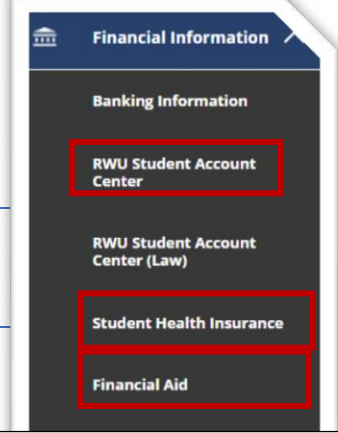 Financial Information
Banking Information
RWU Student Account
Center
RWU Student Account
Center (Law)
Student Health Insurance
Financial Aid